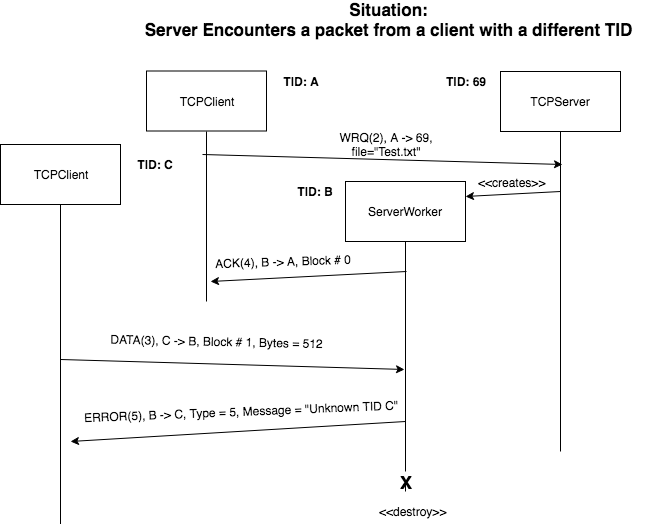 Situation:
Server Encounters a packet from a client with a different TID
TCPClient
TID: A
TID: 69
TCPServer
WRQ(2), A -> 69,
file="Test.txt"
TCPClient
TID: C
<<creates>>
TID: B
ServerWorker
ACK(4), B -> A, Block # 0
DATA(3), C -> B, Block # 1, Bytes = 512
ERROR(5), B -> C, Type = 5, Message = "Unknown TID C"
X
<<destroy>>